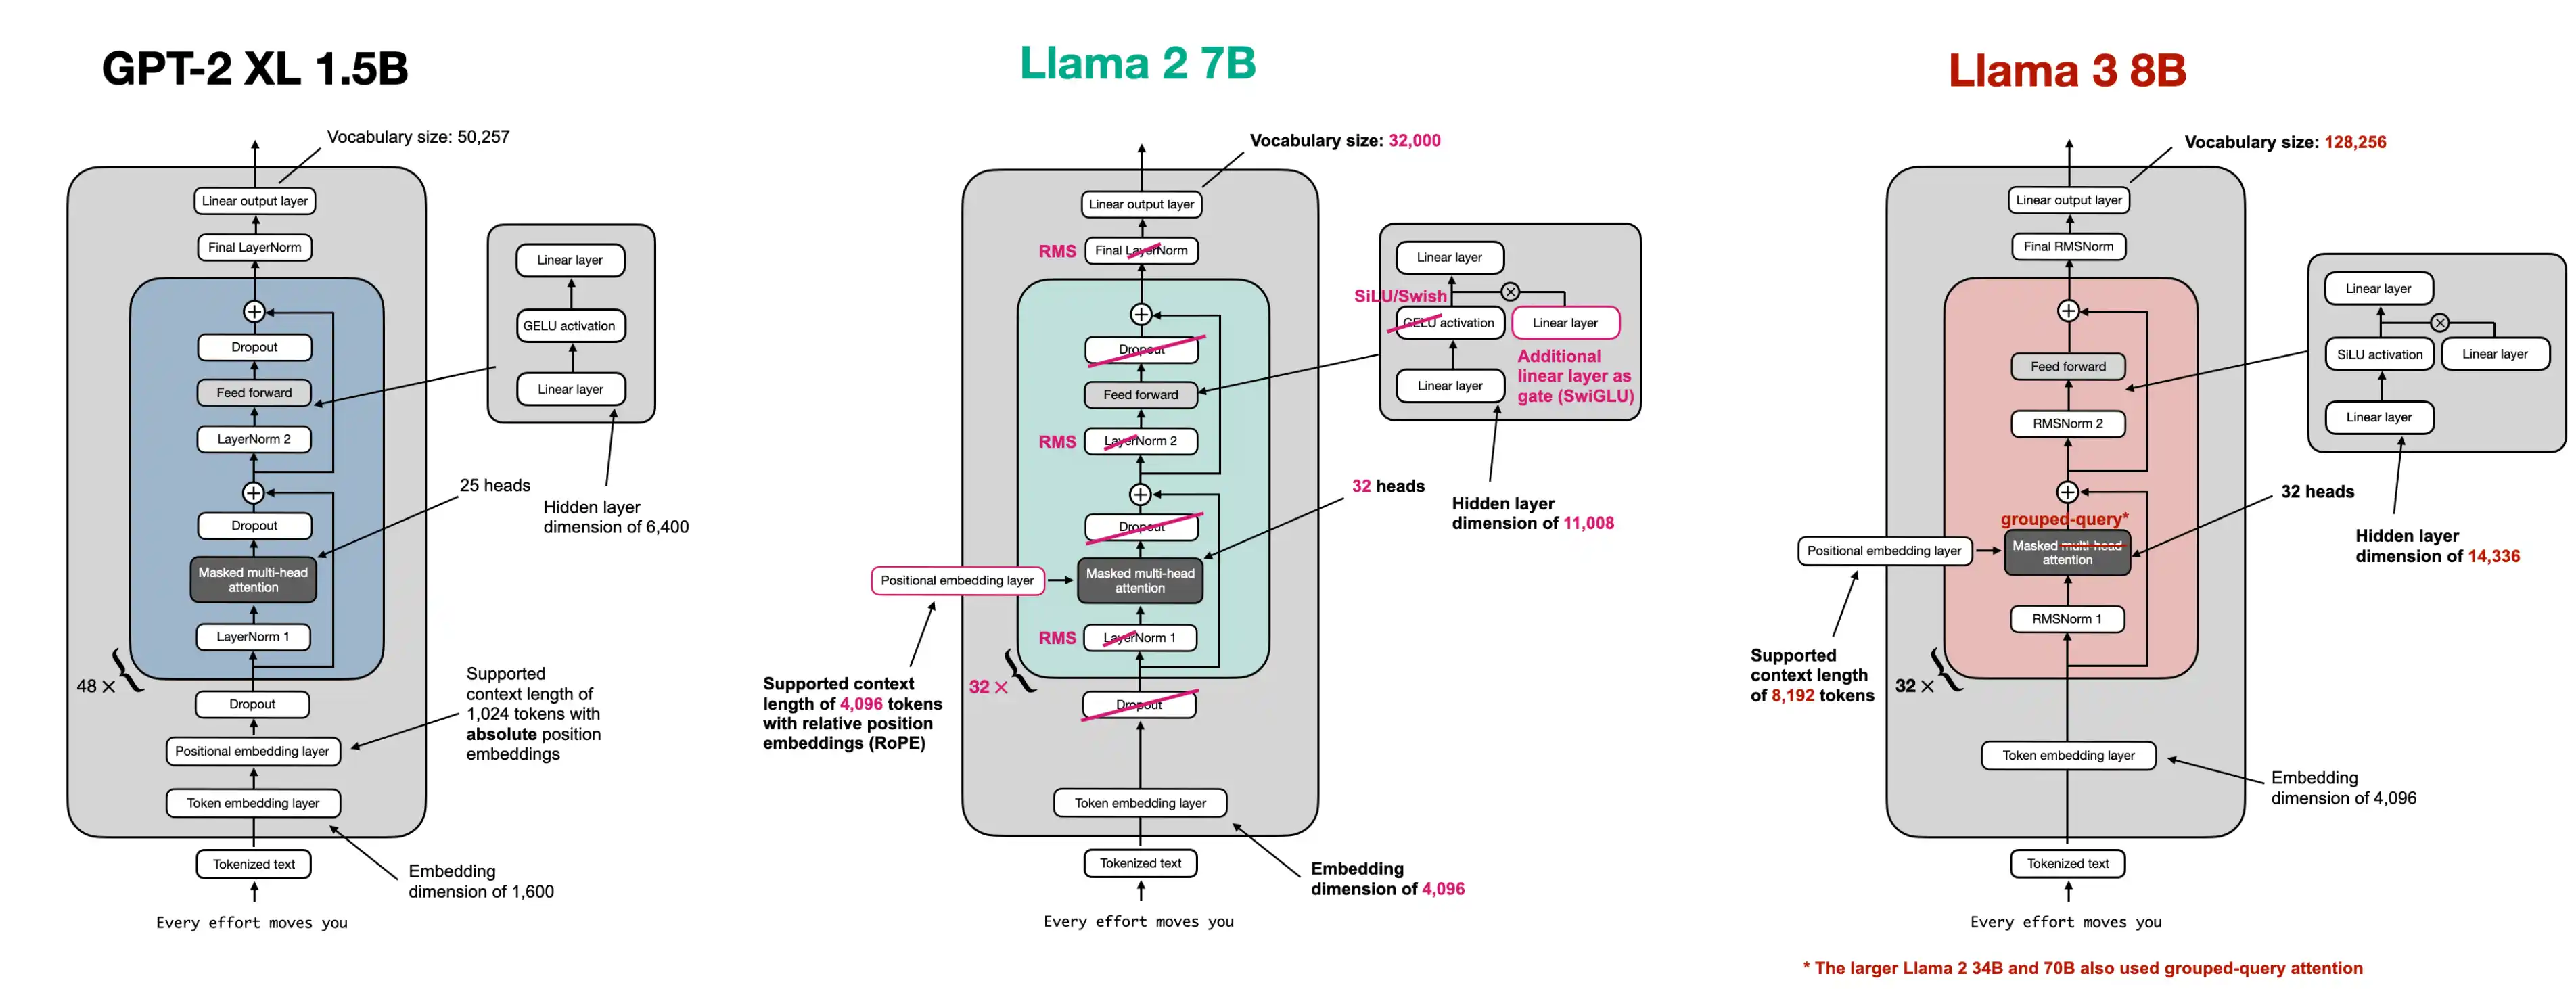 GPT-2 XL 1.5B
Vocabulary size: 50,257
Linear output layer
Final LayerNorm
Dropout
Feed forward
LayerNorm 2
Dropout
Masked multi-head
attention
LayerNorm 1
48 ×
Dropout
Positional embedding layer
Token embedding layer
Tokenized text
Every effort moves you
Linear layer
GELU activation
Linear layer
Hidden layer
dimension of 6,400
25 heads
Supported
context length of
1,024 tokens with
absolute position
embeddings
Embedding
dimension of 1,600
Llama 2 7B
Vocabulary size: 32,000
Linear output layer
RMS
Final LayerNorm
Dropout
Feed forward
RMS
LayerNorm 2
Dropout
Masked multi-head
attention
Positional embedding layer
RMS
LayerNorm 1
Supported context
length of 4,096 tokens
with relative position
embeddings (RoPE)
32 ×
Dropout
Token embedding layer
Tokenized text
Every effort moves you
Linear layer
SiLU/Swish
GELU activation
Linear layer
Linear layer
Additional
linear layer as
gate (SwiGLU)
32 heads
Hidden layer
dimension of 11,008
Embedding
dimension of 4,096
Llama 3 8B
Vocabulary size: 128,256
Linear output layer
Final RMSNorm
Feed forward
RMSNorm 2
grouped-query*
Masked multi-head
attention
Positional embedding layer
RMSNorm 1
Supported
context length
of 8,192 tokens
32 ×
Token embedding layer
Tokenized text
Every effort moves you
Linear layer
SiLU activation
Linear layer
Linear layer
32 heads
Hidden layer
dimension of 14,336
Embedding
dimension of 4,096
* The larger Llama 2 34B and 70B also used grouped-query attention